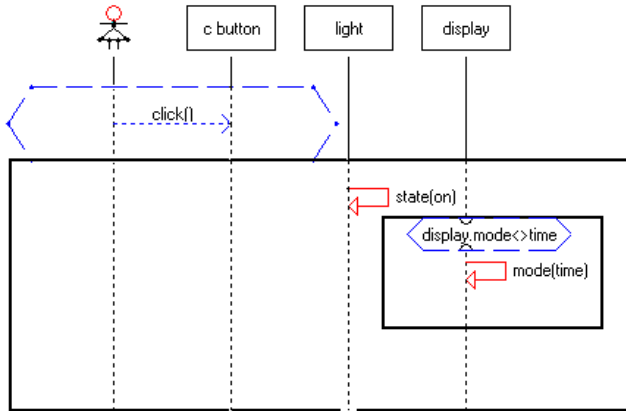 c button
light
display
click()
state(on)
display.mode<>time
mode(time)